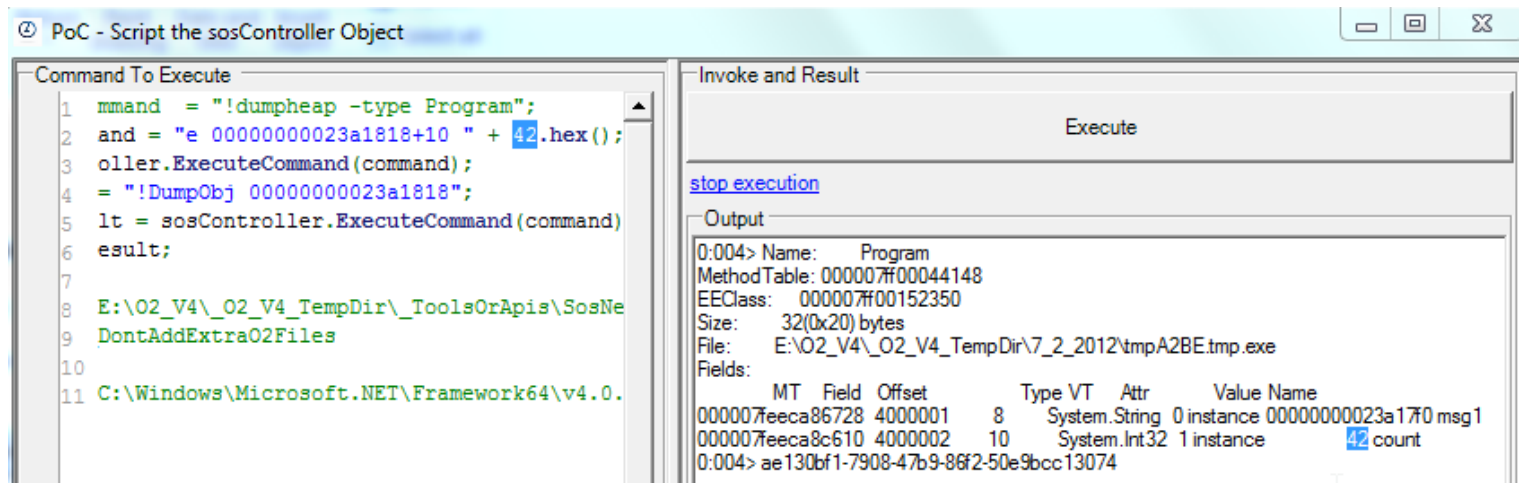 PoC - Script the sosController Object
Command To Execute
1 mmand = "!dumpheap -type Program";
2 and = "e 00000000023a1818+10 " + 42.hex();
3 oller.ExecuteCommand(command);
4 = "!DumpObj 00000000023a1818";
5 lt = sosController.ExecuteCommand(command)
6 esult;
7
8 E:\O2_V4\_O2_V4_TempDir\_ToolsOrApis\SosNe
9 DontAddExtraO2Files
10
11 C:\Windows\Microsoft.NET\Framework64\v4.0.
Invoke and Result
Execute
stop execution
Output
0:004> Name: Program
MethodTable: 000007ff00044148
EEClass: 000007ff00152350
Size: 32(0x20) bytes
File: E:\O2_V4\_O2_V4_TempDir\7_2_2012\tmpA2BE.tmp.exe
Fields:
MT Field Offset Type VT Attr Value Name
000007feeca86728 4000001 8 System.String 0 instance 00000000023a17f0 msg1
000007feeca8c610 4000002 10 System.Int32 1 instance 42 count
0:004> ae130bf1-7908-47b9-86f2-50e9bcc13074